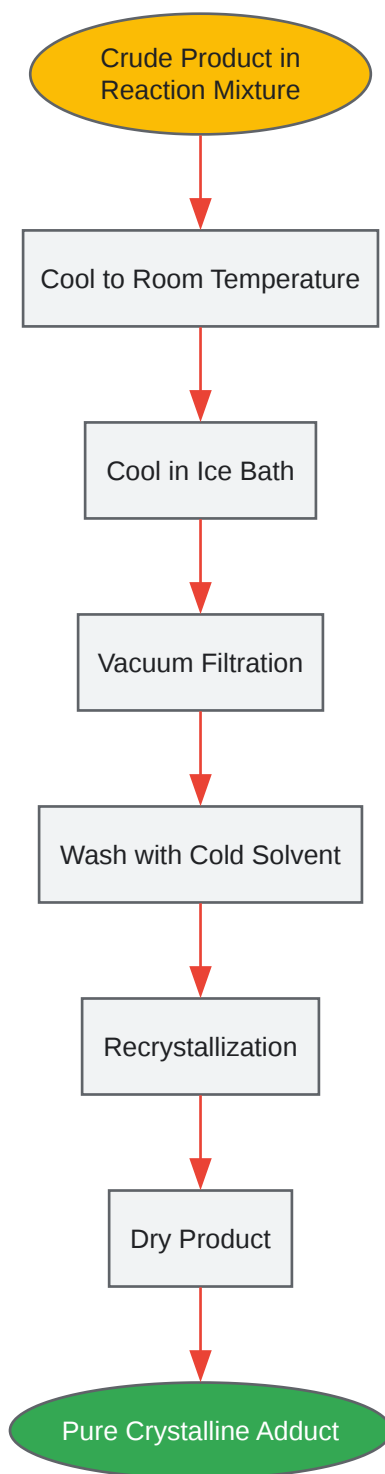 Crude Product in
Reaction Mixture
Cool to Room Temperature
Cool in Ice Bath
Vacuum Filtration
Wash with Cold Solvent
Recrystallization
Dry Product
Pure Crystalline Adduct